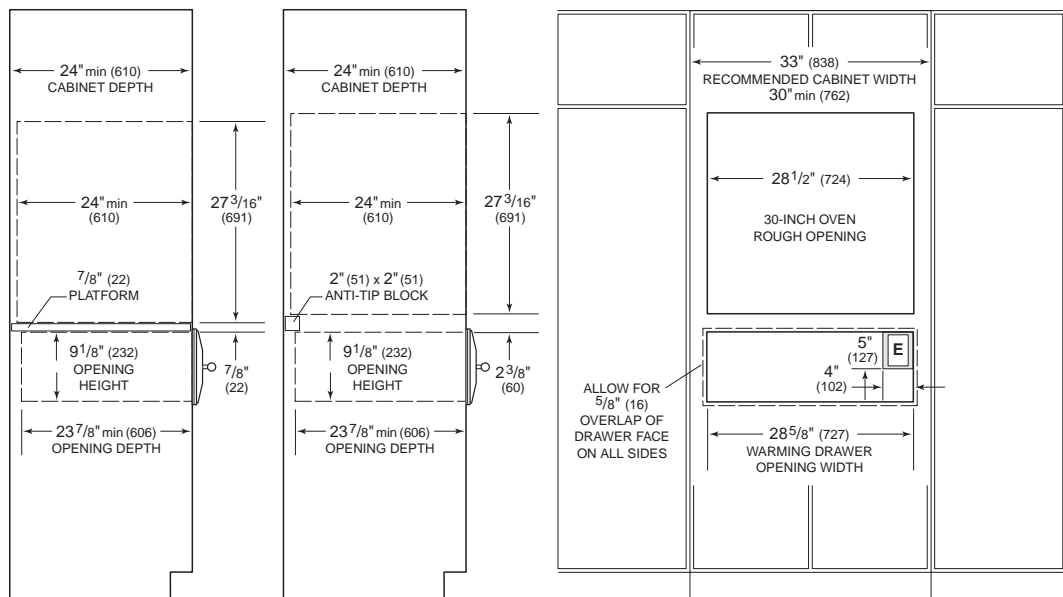 24" min (610)
CABINET DEPTH
24" min
(610)
27 3/16"
(691)
7/8" (22)
PLATFORM
9 1/8" (232)
OPENING
HEIGHT
7/8"
(22)
23 7/8" min (606)
OPENING DEPTH
24" min (610)
CABINET DEPTH
24" min
(610)
27 3/16"
(691)
2" (51) x 2" (51)
ANTI-TIP BLOCK
9 1/8" (232)
OPENING
HEIGHT
2 3/8"
(60)
23 7/8" min (606)
OPENING DEPTH
33" (838)
RECOMMENDED CABINET WIDTH
30" min (762)
28 1/2" (724)
30-INCH OVEN
ROUGH OPENING
5"
(127)
E
4"
(102)
ALLOW FOR
5/8" (16)
OVERLAP OF
DRAWER FACE
ON ALL SIDES
28 5/8" (727)
WARMING DRAWER
OPENING WIDTH